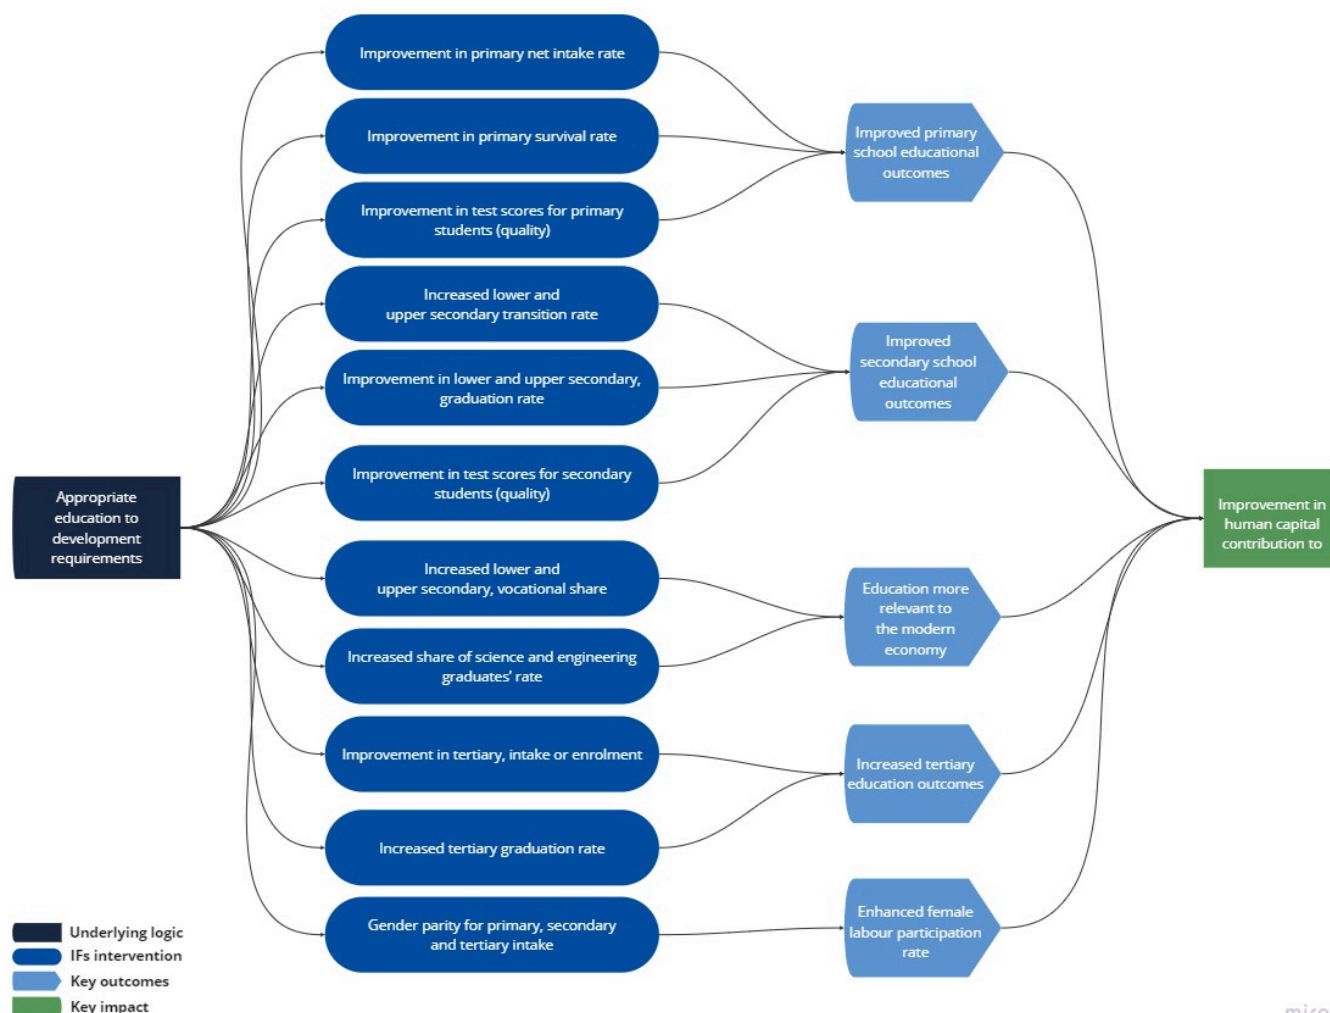 Improvement in primary net intake rate
Improvement in primary survival rate
Improvement in test scores for primary
students (quality)
Increased lower and
upper secondary transition rate
Improvement in lower and upper secondary,
graduation rate
Improvement in test scores for secondary
students (quality)
Increased lower and
upper secondary, vocational share
Increased share of science and engineering
graduates’ rate
Improvement in tertiary, intake or enrolment
Increased tertiary graduation rate
Gender parity for primary, secondary
and tertiary intake
Appropriate
education to
development
requirements
Improved primary
school educational
outcomes
Improved
secondary school
educational
outcomes
Education more
relevant to
the modern
economy
Increased tertiary
education outcomes
Enhanced female
labour participation
rate
Improvement in
human capital
contribution to
Underlying logic
IFs intervention
Key outcomes
Key impact